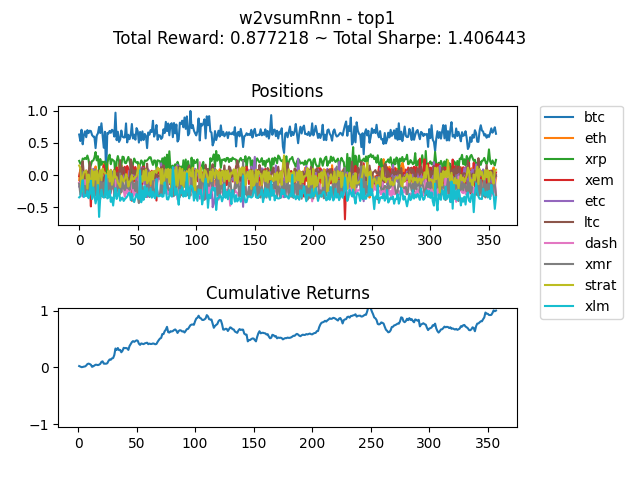 w2vsumRnn - top1
Total Reward: 0.877218 ~ Total Sharpe: 1.406443
Positions
1.0
0.5
0.0
−0.5
0 50 100 150 200 250 300 350
btc
eth
xrp
xem
etc
ltc
dash
xmr
strat
xlm
Cumulative Returns
1
0
−1
0 50 100 150 200 250 300 350